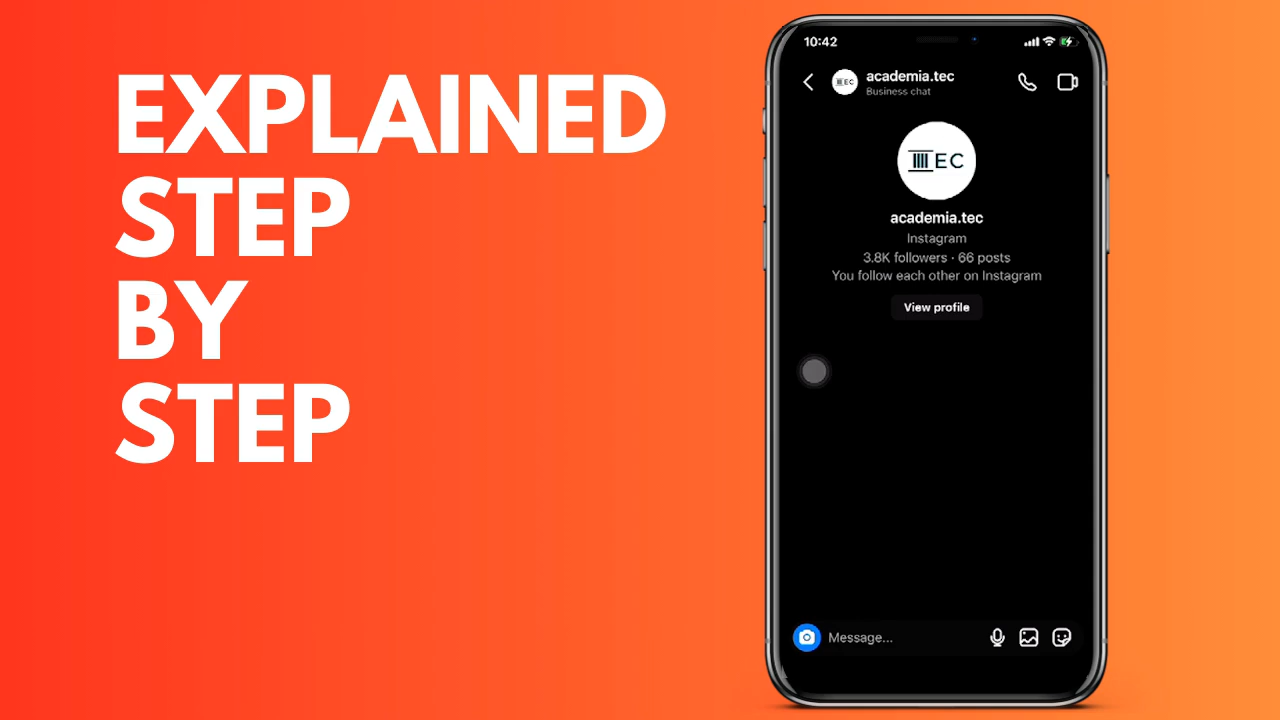 EXPLAINED
STEP
BY
STEP
10:42
EC
academia.tec
Business chat
EC
academia.tec
Instagram
3.8K followers · 66 posts
You follow each other on Instagram
View profile
Message...